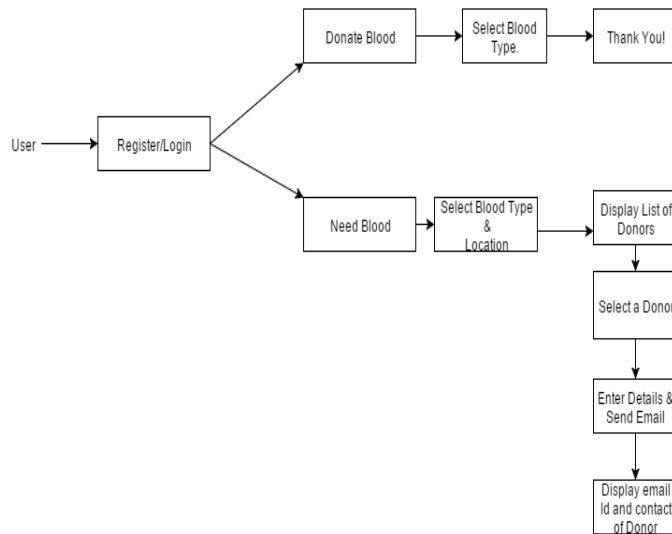 Donate Blood
Select Blood
Type.
Thank You!
User
Register/Login
Need Blood
Select Blood Type
&
Location
Display List of
Donors
Select a Donor
Enter Details &
Send Email
Display email
Id and contact
of Donor